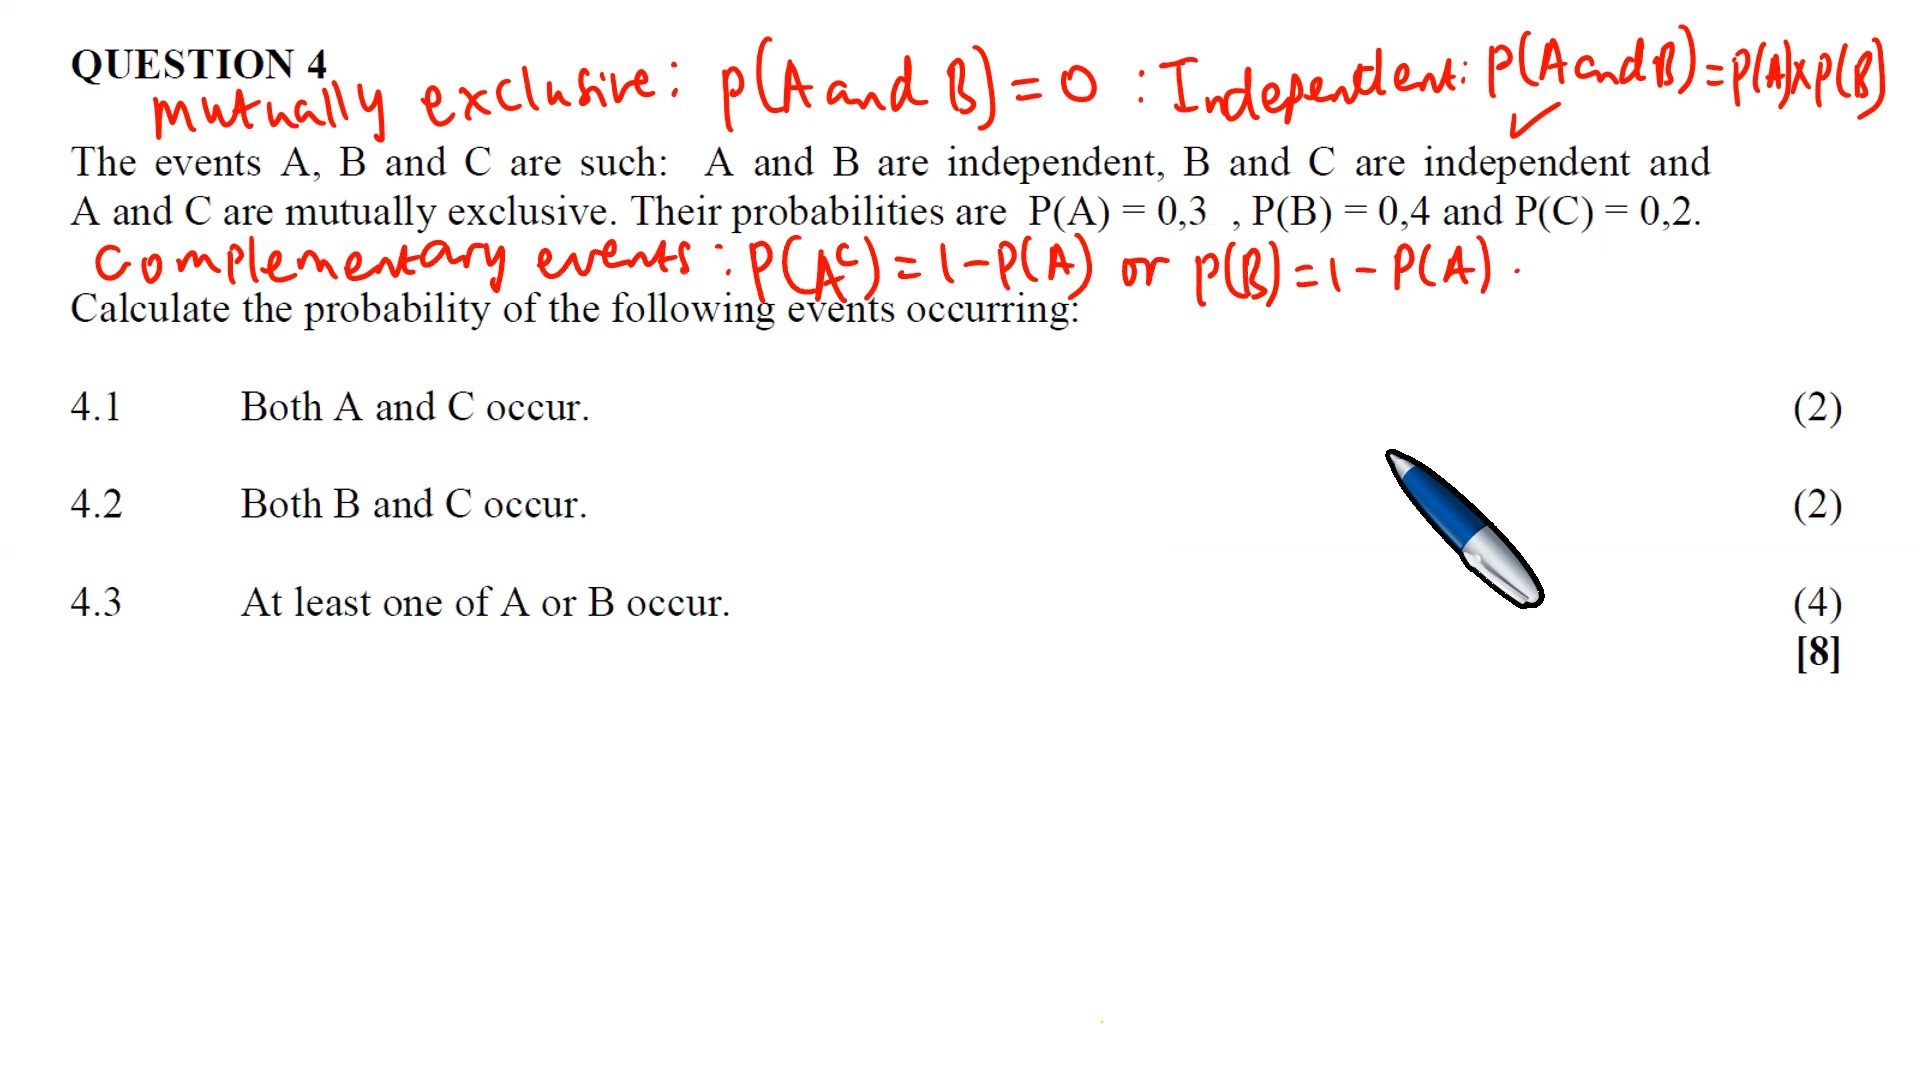 QUESTION 4
mutually exclusive: P(A and B) = 0 : Independent: P(A and B) = P(A)xP(B)
The events A, B and C are such: A and B are independent, B and C are independent and
A and C are mutually exclusive. Their probabilities are P(A) = 0,3 , P(B) = 0,4 and P(C) = 0,2.
Complementary events : P(Aᶜ) = 1-P(A) or P(B) = 1 - P(A) .
Calculate the probability of the following events occurring:
4.1 Both A and C occur. (2)
4.2 Both B and C occur. (2)
4.3 At least one of A or B occur. (4)
[8]